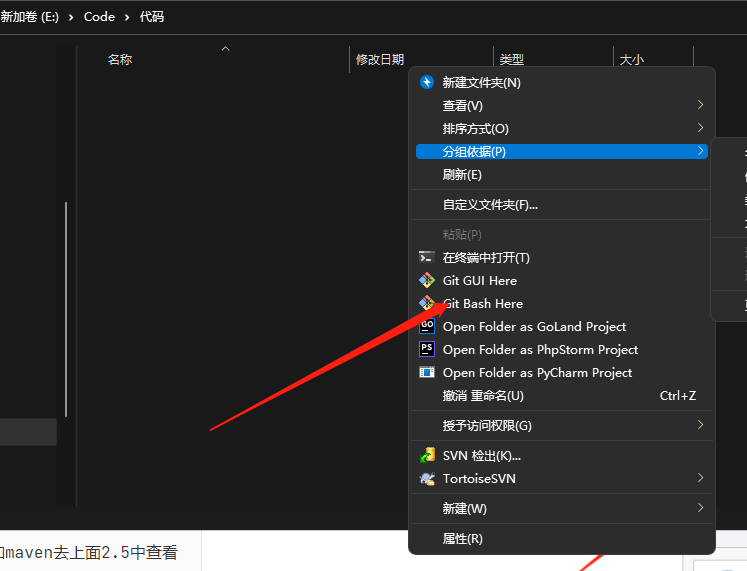 新加卷 (E:) › Code › 代码
名称 修改日期 类型 大小
新建文件夹(N)
查看(V)
排序方式(O)
分组依据(P)
刷新(E)
自定义文件夹(F)...
粘贴(P)
在终端中打开(T)
Git GUI Here
Git Bash Here
GO Open Folder as GoLand Project
PS Open Folder as PhpStorm Project
Open Folder as PyCharm Project
撤消 重命名(U) Ctrl+Z
授予访问权限(G)
SVN 检出(K)...
TortoiseSVN
新建(W)
属性(R)
maven去上面2.5中查看